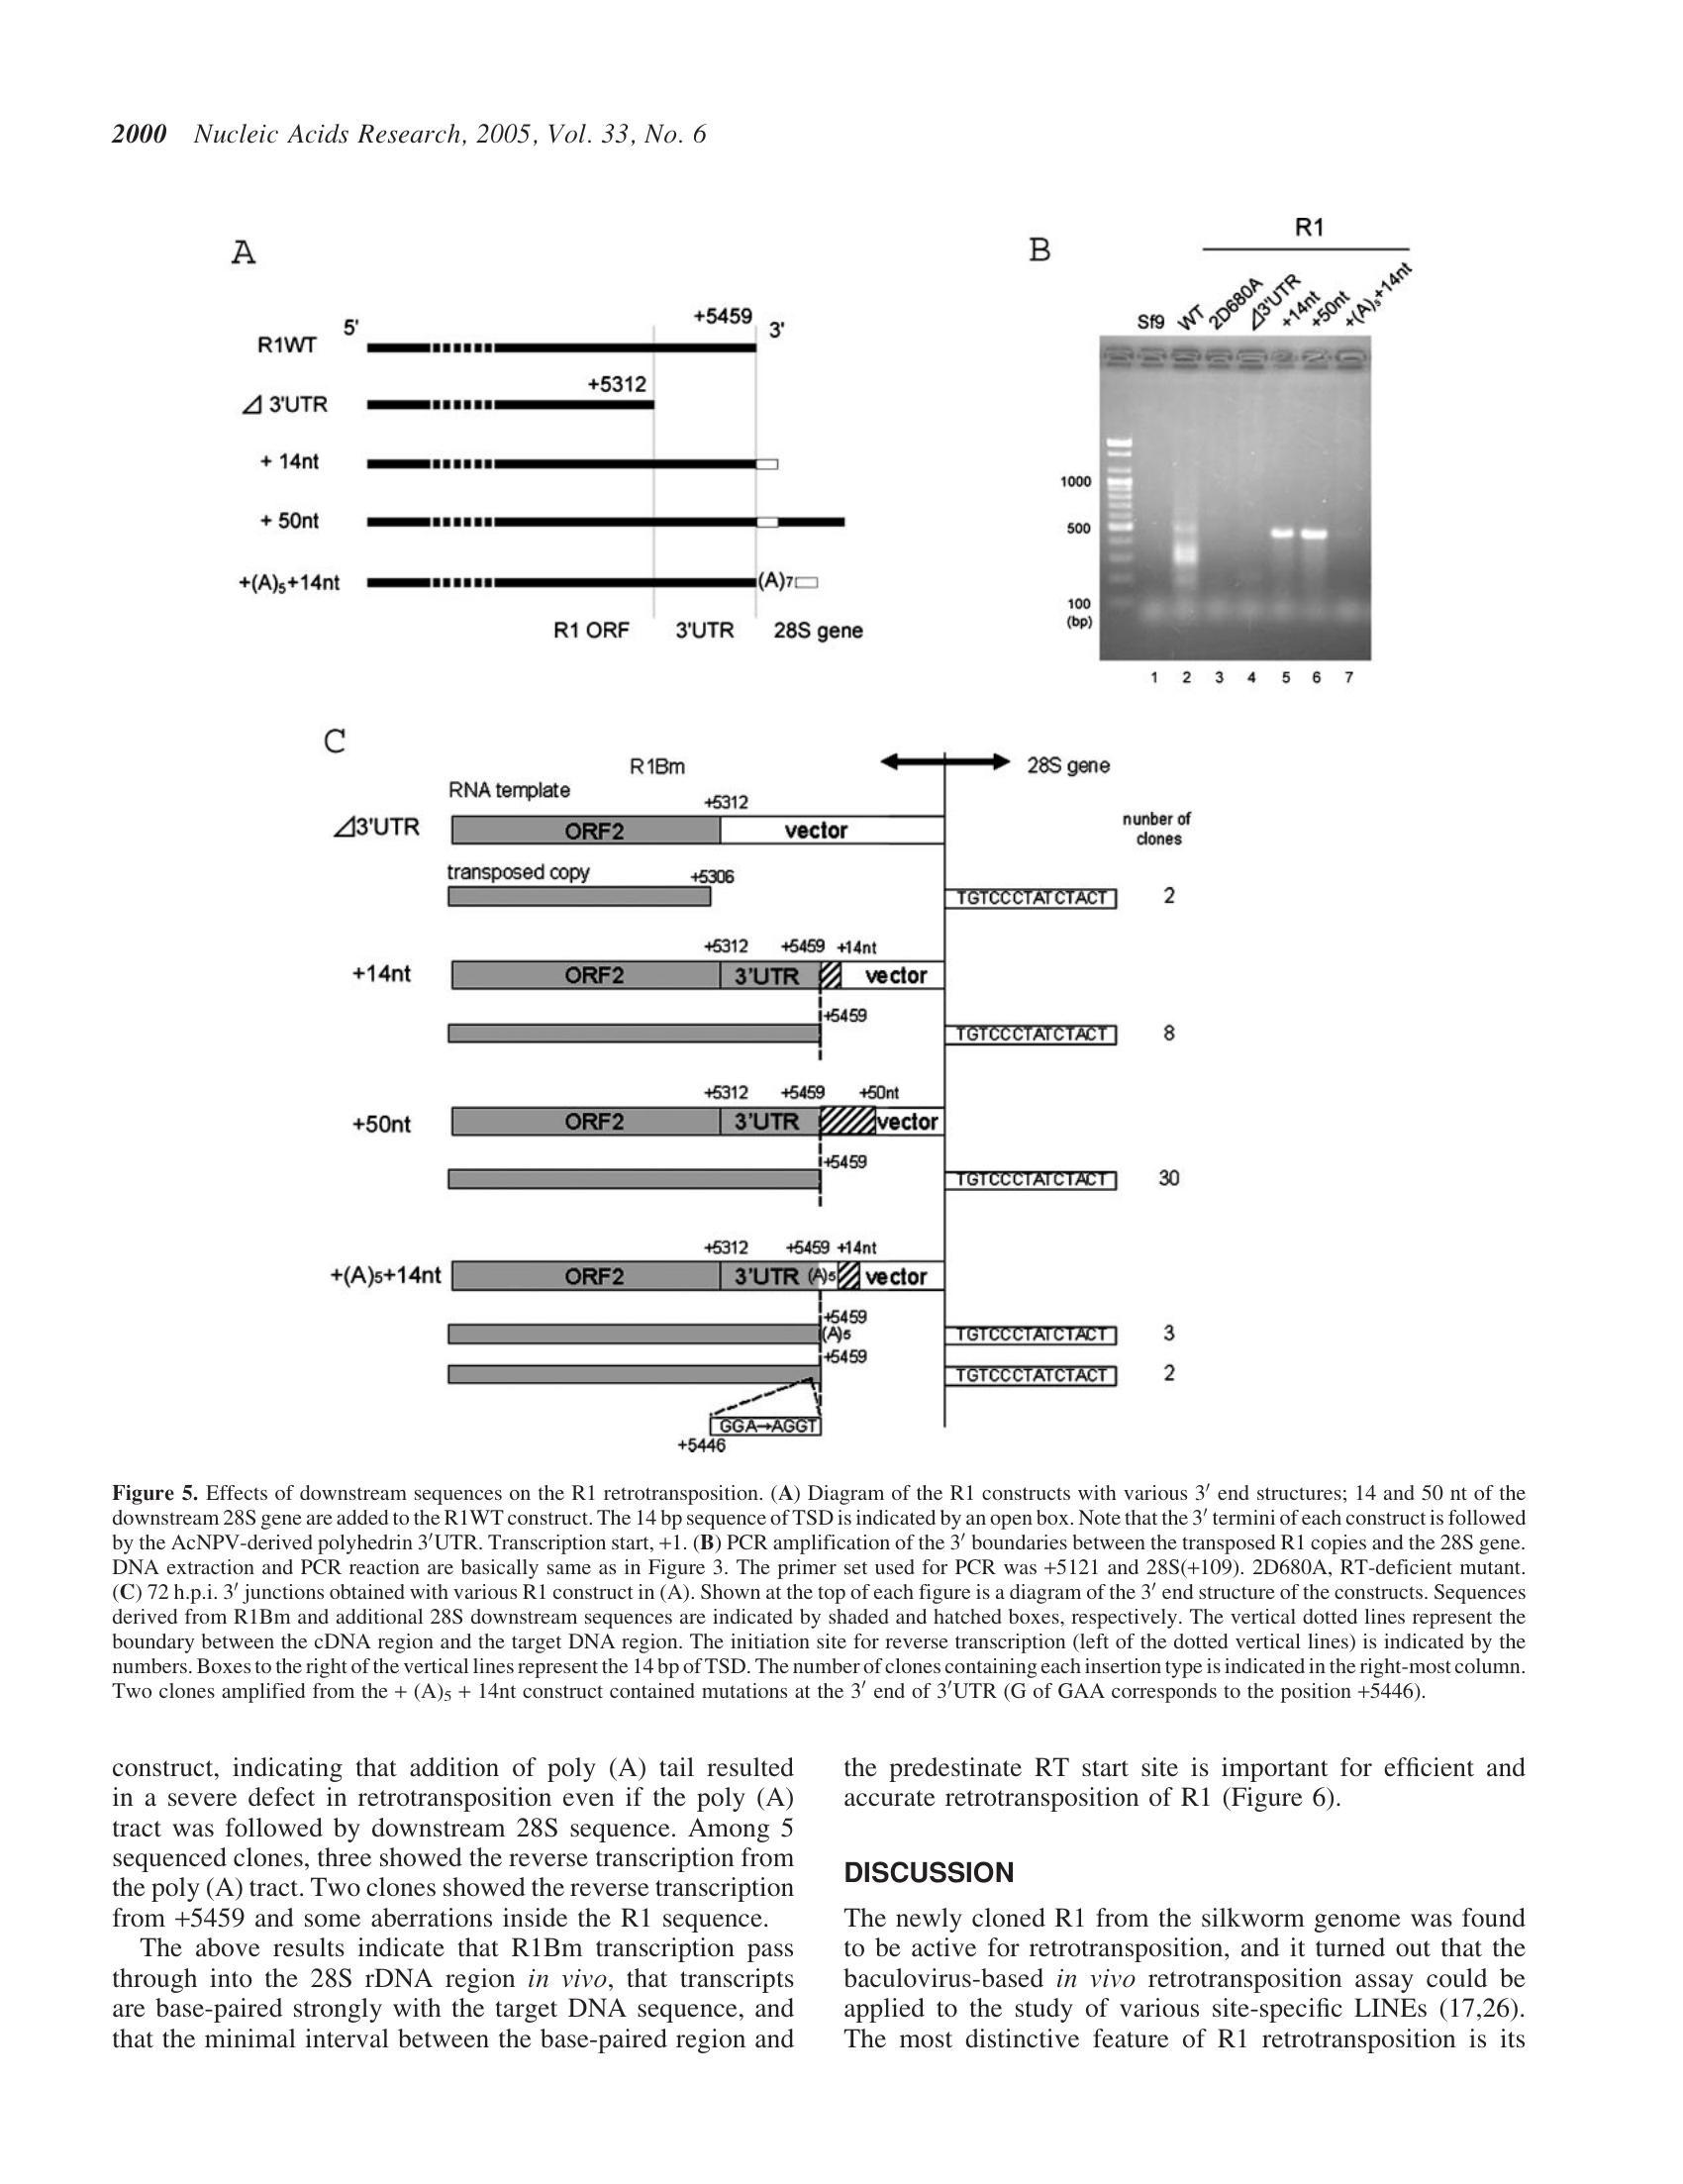 2000 Nucleic Acids Research, 2005, Vol. 33, No. 6
A
5'
+5459
3'
R1WT
+5312
⊿ 3'UTR
+ 14nt
+ 50nt
+(A)5+14nt
(A)7
R1 ORF 3'UTR 28S gene
B
R1
Sf9 WT 2D680A ⊿3'UTR +14nt +50nt +(A)5+14nt
1000
500
100
(bp)
1 2 3 4 5 6 7
C
R1Bm
28S gene
RNA template
+5312
nunber of
clones
⊿3'UTR ORF2 vector
transposed copy
+5306
TGTCCCTATCTACT 2
+5312 +5459 +14nt
+14nt ORF2 3'UTR vector
+5459
TGTCCCTATCTACT 8
+5312 +5459 +50nt
+50nt ORF2 3'UTR vector
+5459
TGTCCCTATCTACT 30
+5312 +5459 +14nt
+(A)5+14nt ORF2 3'UTR (A)5 vector
+5459
(A)5 TGTCCCTATCTACT 3
+5459
TGTCCCTATCTACT 2
GGA→AGGT
+5446
Figure 5. Effects of downstream sequences on the R1 retrotransposition. (A) Diagram of the R1 constructs with various 3′ end structures; 14 and 50 nt of the
downstream 28S gene are added to the R1WT construct. The 14 bp sequence of TSD is indicated by an open box. Note that the 3′ termini of each construct is followed
by the AcNPV-derived polyhedrin 3′UTR. Transcription start, +1. (B) PCR amplification of the 3′ boundaries between the transposed R1 copies and the 28S gene.
DNA extraction and PCR reaction are basically same as in Figure 3. The primer set used for PCR was +5121 and 28S(+109). 2D680A, RT-deficient mutant.
(C) 72 h.p.i. 3′ junctions obtained with various R1 construct in (A). Shown at the top of each figure is a diagram of the 3′ end structure of the constructs. Sequences
derived from R1Bm and additional 28S downstream sequences are indicated by shaded and hatched boxes, respectively. The vertical dotted lines represent the
boundary between the cDNA region and the target DNA region. The initiation site for reverse transcription (left of the dotted vertical lines) is indicated by the
numbers. Boxes to the right of the vertical lines represent the 14 bp of TSD. The number of clones containing each insertion type is indicated in the right-most column.
Two clones amplified from the + (A)5 + 14nt construct contained mutations at the 3′ end of 3′UTR (G of GAA corresponds to the position +5446).
construct, indicating that addition of poly (A) tail resulted
in a severe defect in retrotransposition even if the poly (A)
tract was followed by downstream 28S sequence. Among 5
sequenced clones, three showed the reverse transcription from
the poly (A) tract. Two clones showed the reverse transcription
from +5459 and some aberrations inside the R1 sequence.
The above results indicate that R1Bm transcription pass
through into the 28S rDNA region in vivo, that transcripts
are base-paired strongly with the target DNA sequence, and
that the minimal interval between the base-paired region and
the predestinate RT start site is important for efficient and
accurate retrotransposition of R1 (Figure 6).
DISCUSSION
The newly cloned R1 from the silkworm genome was found
to be active for retrotransposition, and it turned out that the
baculovirus-based in vivo retrotransposition assay could be
applied to the study of various site-specific LINEs (17,26).
The most distinctive feature of R1 retrotransposition is its